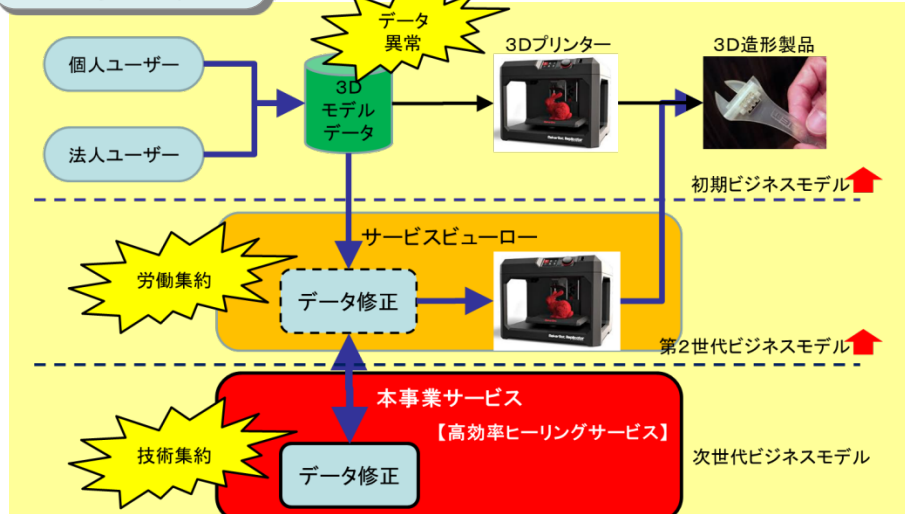 データ
異常
3Dプリンター
3D造形製品
個人ユーザー
3D
モデル
データ
法人ユーザー
初期ビジネスモデル
サービスビューロー
労働集約
データ修正
第2世代ビジネスモデル
本事業サービス
【高効率ヒーリングサービス】
技術集約
データ修正
次世代ビジネスモデル